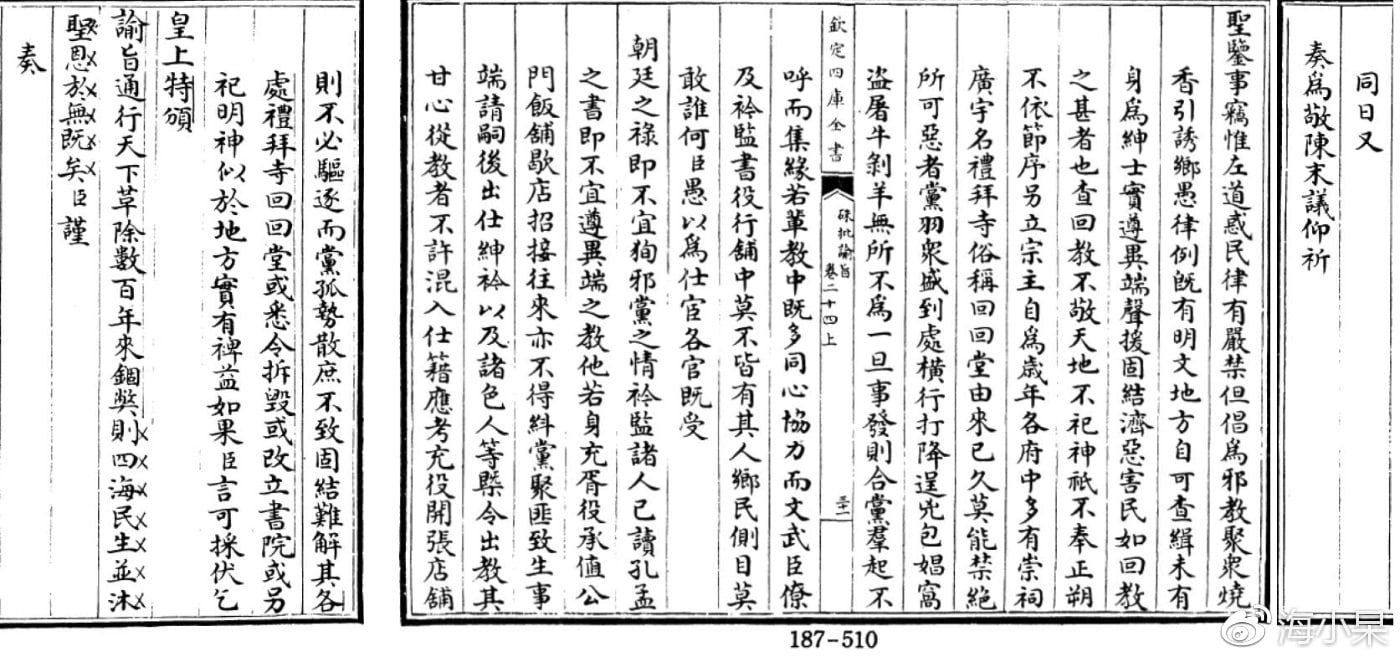 同日又
奏為敬陳末議仰祈
聖鑒事竊惟左道惑民律有嚴禁但倡為邪教聚衆燒
香引誘鄉愚律例既有明文地方自可查緝未有
身為紳士實遵異端聲援固結濟惡害民如回教
之甚者也查回教不敬天地不祀神祇不奉正朔
不依節序另立宗主自為歲年各府中多有崇祠
廣宇名禮拜寺俗稱回回堂由來已久莫能禁絕
所可惡者黨羽衆盛到處橫行打降逞兇包娼窩
盜屠牛剝羊無所不為一旦事發則合黨羣起不
欽定四庫全書
硃批諭旨
卷二十四上
三十一
呼而集緣若輩教中既多同心協力而文武臣僚
及衿監書役行舖中莫不皆有其人鄉民側目莫
敢誰何臣愚以為仕宦各官既受
朝廷之祿即不宜狥邪黨之情衿監諸人已讀孔孟
之書即不宜遵異端之教他若身充胥役承值公
門飯舖歇店招接往來亦不得糾黨聚匪致生事
端請嗣後出仕紳衿以及諸色人等槩令出教其
甘心從教者不許混入仕籍應考充役開張店舖
187-510
則不必驅逐而黨孤勢散庶不致固結難解其各
處禮拜寺回回堂或悉令拆毀或改立書院或另
祀明神似於地方實有裨益如果臣言可採伏乞
皇上特頒
諭旨通行天下草除數百年來錮獘則四海民生並沐
聖恩於無既矣臣謹
奏
海小杲